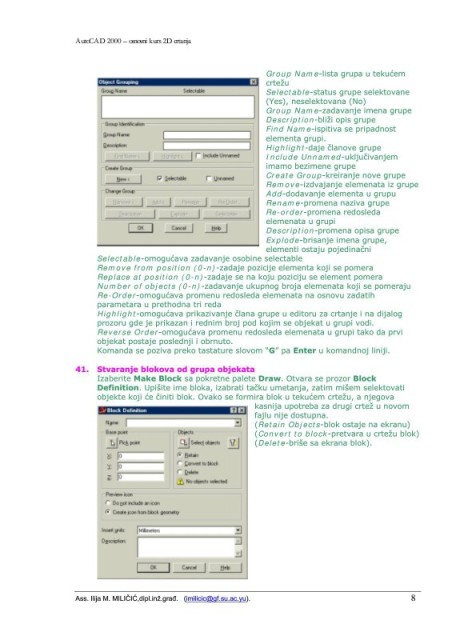 AutoCAD 2000 – osnovni kurs 2D crtanja
Group Name-lista grupa u tekućem
crtežu
Selectable-status grupe selektovane
(Yes), neselektovana (No)
Group Name-zadavanje imena grupe
Description-bliži opis grupe
Find Name-ispitiva se pripadnost
elementa grupi.
Highlight-daje članove grupe
Include Unnamed-uključivanjem
imamo bezimene grupe
Create Group-kreiranje nove grupe
Remove-izdvajanje elemenata iz grupe
Add-dodavanje elementa u grupu
Rename-promena naziva grupe
Re-order-promena redosleda
elemenata u grupi
Description-promena opisa grupe
Explode-brisanje imena grupe,
elementi ostaju pojedinačni
Object Grouping
Group Name Selectable
Group Identification
Group Name:
Description:
Find Name < Highlight < Include Unnamed
Create Group
New < Selectable Unnamed
Change Group
Remove < Add < Rename Re-Order...
Description Explode Selectable
OK Cancel Help
Selectable-omogućava zadavanje osobine selectable
Remove from position (0-n)-zadaje pozicije elementa koji se pomera
Replace at position (0-n)-zadaje se na koju poziciju se element pomera
Number of objects (0-n)-zadavanje ukupnog broja elemenata koji se pomeraju
Re-Order-omogućava promenu redosleda elemenata na osnovu zadatih
parametara u prethodna tri reda
Highlight-omogućava prikazivanje člana grupe u editoru za crtanje i na dijalog
prozoru gde je prikazan i rednim broj pod kojim se objekat u grupi vodi.
Reverse Order-omogućava promenu redosleda elemenata u grupi tako da prvi
objekat postaje poslednji i obrnuto.
Komanda se poziva preko tastature slovom "G" pa Enter u komandnoj liniji.
41. Stvaranje blokova od grupa objekata
Izaberite Make Block sa pokretne palete Draw. Otvara se prozor Block
Definition. Upišite ime bloka, izabrati tačku umetanja, zatim mišem selektovati
objekte koji će činiti blok. Ovako se formira blok u tekućem crtežu, a njegova
kasnija upotreba za drugi crtež u novom
fajlu nije dostupna.
(Retain Objects-blok ostaje na ekranu)
(Convert to block-pretvara u crtežu blok)
(Delete-briše sa ekrana blok).
Block Definition
Name:
Base point Objects
Pick point Select objects
X: 0 Retain
Y: 0 Convert to block
Z: 0 Delete
No objects selected
Preview icon
Do not include an icon
Create icon from block geometry
Insert units: Millimeters
Description:
OK Cancel Help
Ass. Ilija M. MILIČIĆ,dipl.inž.građ. (imilicic@gf.su.ac.yu). 8